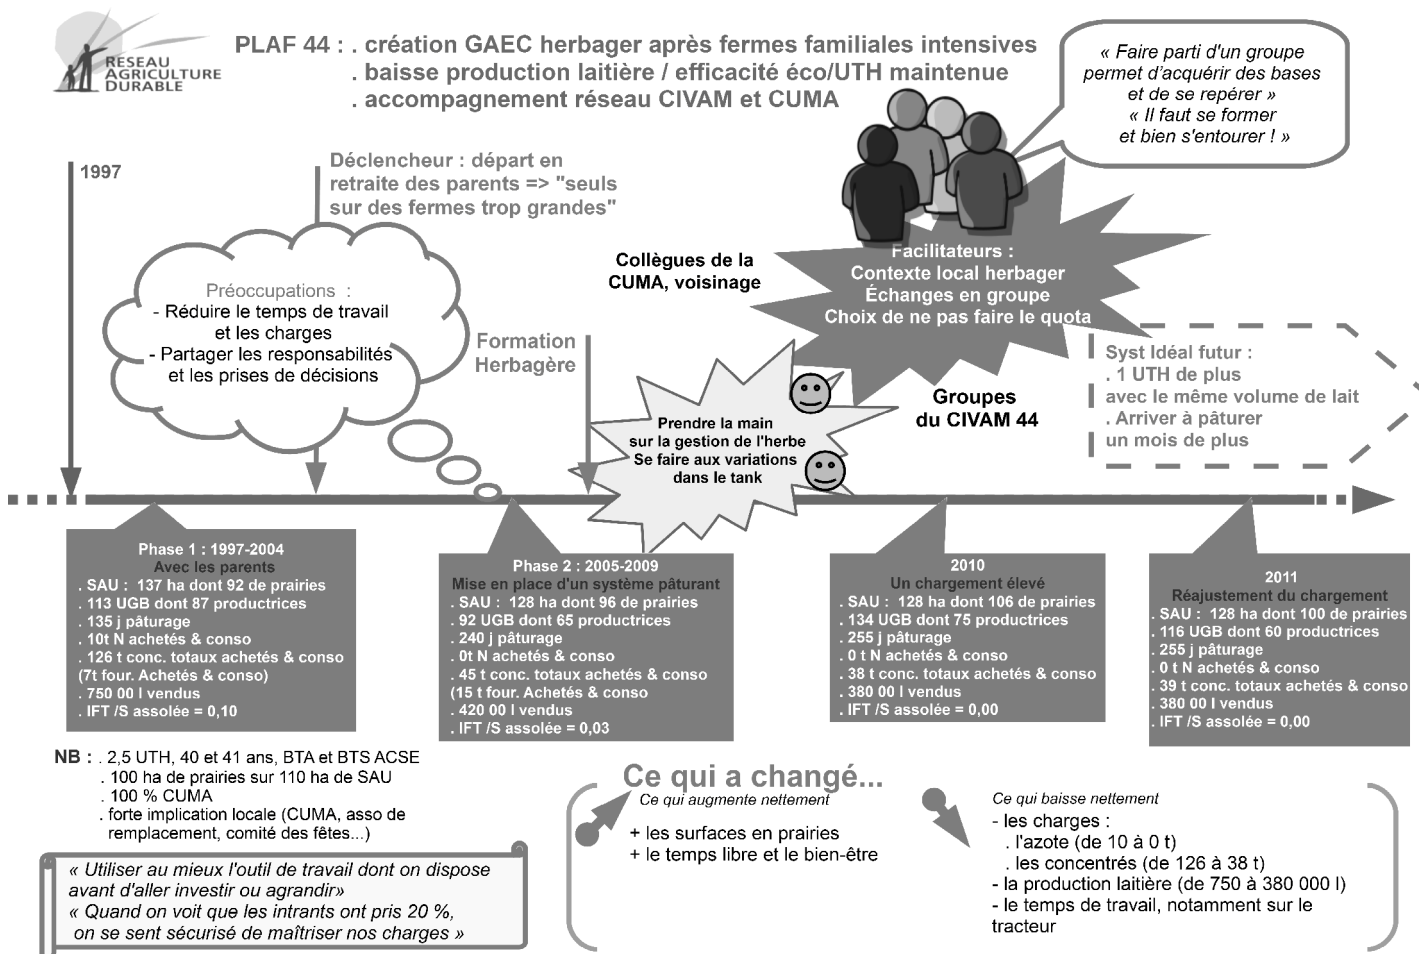 RESEAU
AGRICULTURE
DURABLE
PLAF 44 : . création GAEC herbager après fermes familiales intensives
. baisse production laitière / efficacité éco/UTH maintenue
. accompagnement réseau CIVAM et CUMA
« Faire parti d'un groupe
permet d'acquérir des bases
et de se repérer »
« Il faut se former
et bien s'entourer ! »
1997
Déclencheur : départ en
retraite des parents => "seuls
sur des fermes trop grandes"
Préoccupations :
- Réduire le temps de travail
et les charges
- Partager les responsabilités
et les prises de décisions
Formation
Herbagère
Collègues de la
CUMA, voisinage
Facilitateurs :
Contexte local herbager
Échanges en groupe
Choix de ne pas faire le quota
Groupes
du CIVAM 44
Prendre la main
sur la gestion de l'herbe
Se faire aux variations
dans le tank
Syst Idéal futur :
. 1 UTH de plus
avec le même volume de lait
. Arriver à pâturer
un mois de plus
Phase 1 : 1997-2004
Avec les parents
. SAU : 137 ha dont 92 de prairies
. 113 UGB dont 87 productrices
. 135 j pâturage
. 10t N achetés & conso
. 126 t conc. totaux achetés & conso
(7t four. Achetés & conso)
. 750 00 l vendus
. IFT /S assolée = 0,10
Phase 2 : 2005-2009
Mise en place d'un système pâturant
. SAU : 128 ha dont 96 de prairies
. 92 UGB dont 65 productrices
. 240 j pâturage
. 0t N achetés & conso
. 45 t conc. totaux achetés & conso
(15 t four. Achetés & conso
. 420 00 l vendus
. IFT /S assolée = 0,03
2010
Un chargement élevé
. SAU : 128 ha dont 106 de prairies
. 134 UGB dont 75 productrices
. 255 j pâturage
. 0 t N achetés & conso
. 38 t conc. totaux achetés & conso
. 380 00 l vendus
. IFT /S assolée = 0,00
2011
Réajustement du chargement
. SAU : 128 ha dont 100 de prairies
. 116 UGB dont 60 productrices
. 255 j pâturage
. 0 t N achetés & conso
. 39 t conc. totaux achetés & conso
. 380 00 l vendus
. IFT /S assolée = 0,00
NB : . 2,5 UTH, 40 et 41 ans, BTA et BTS ACSE
. 100 ha de prairies sur 110 ha de SAU
. 100 % CUMA
. forte implication locale (CUMA, asso de
remplacement, comité des fêtes...)
« Utiliser au mieux l'outil de travail dont on dispose
avant d'aller investir ou agrandir»
« Quand on voit que les intrants ont pris 20 %,
on se sent sécurisé de maîtriser nos charges »
Ce qui a changé...
Ce qui augmente nettement
+ les surfaces en prairies
+ le temps libre et le bien-être
Ce qui baisse nettement
- les charges :
. l'azote (de 10 à 0 t)
. les concentrés (de 126 à 38 t)
- la production laitière (de 750 à 380 000 l)
- le temps de travail, notamment sur le
tracteur